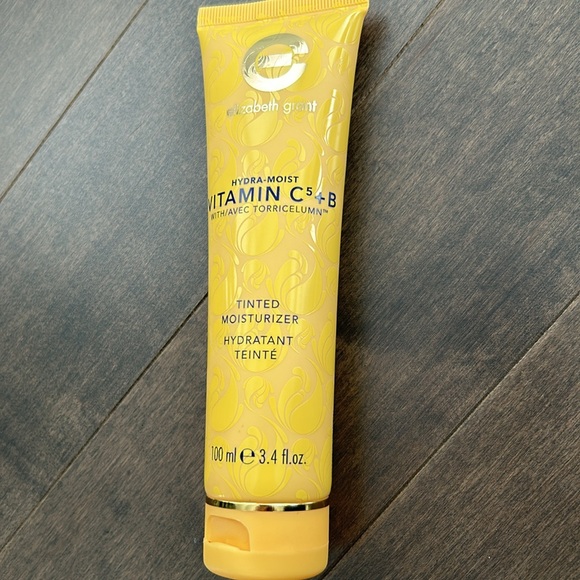 elizabeth grant
HYDRA-MOIST
VITAMIN C⁵+B
WITH/AVEC TORRICELUMN™
TINTED
MOISTURIZER
HYDRATANT
TEINTÉ
100 ml ℮ 3.4 fl.oz.